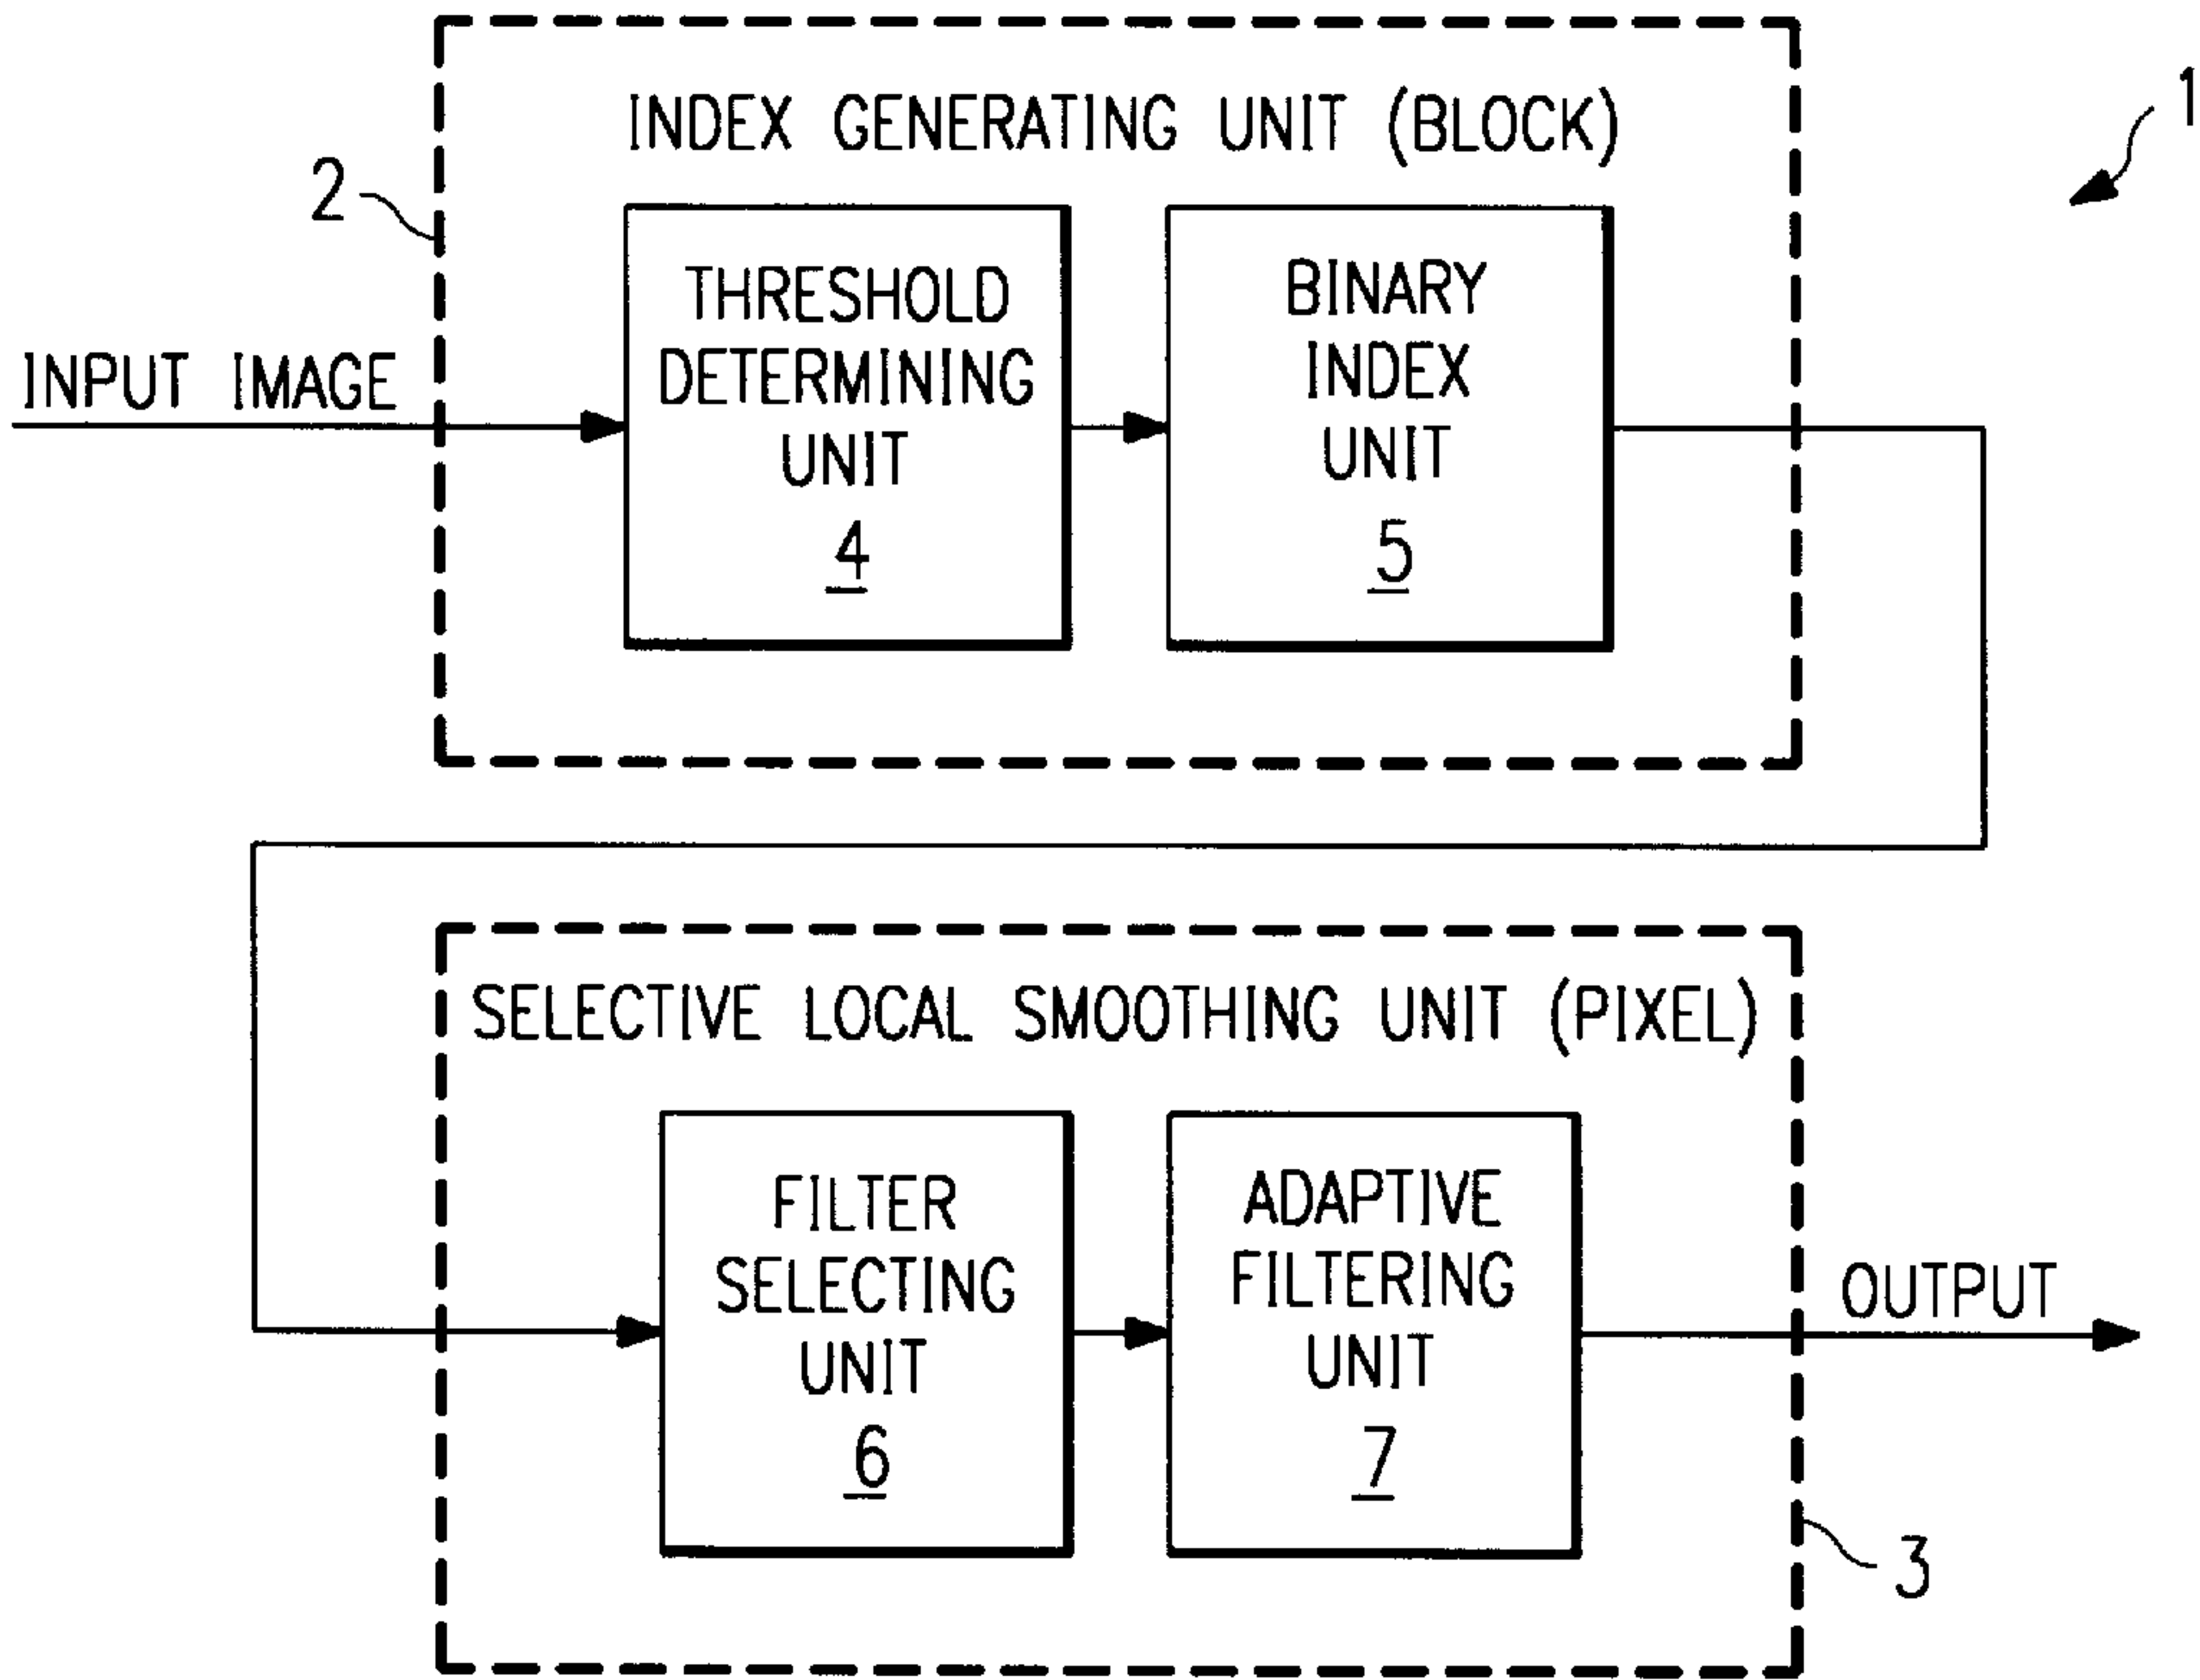 1
INDEX GENERATING UNIT (BLOCK)
2
THRESHOLD
DETERMINING
UNIT
4
BINARY
INDEX
UNIT
5
INPUT IMAGE
SELECTIVE LOCAL SMOOTHING UNIT (PIXEL)
FILTER
SELECTING
UNIT
6
ADAPTIVE
FILTERING
UNIT
7
OUTPUT
3